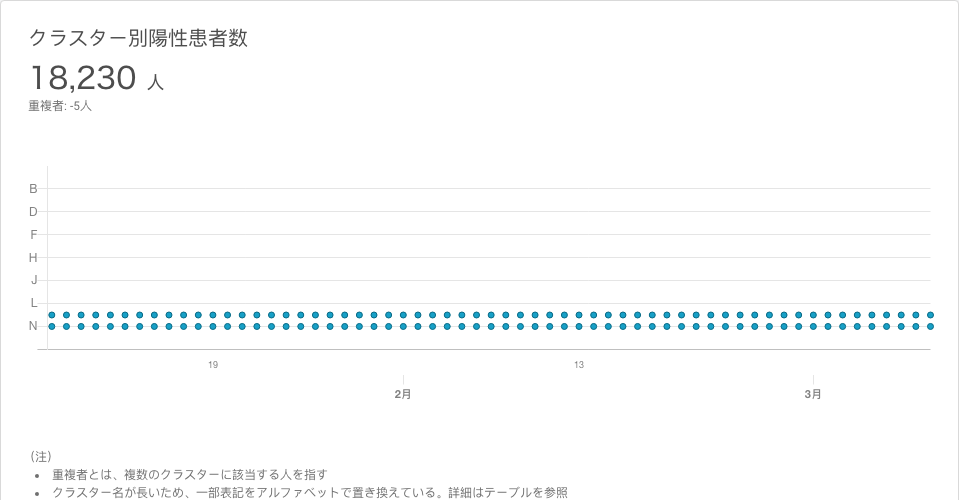 クラスター別陽性患者数
18,230 人
重複者: -5人
B
D
F
H
J
L
N
19
13
2月
3月
(注)
• 重複者とは、複数のクラスターに該当する人を指す
• クラスター名が長いため、一部表記をアルファベットで置き換えている。詳細はテーブルを参照